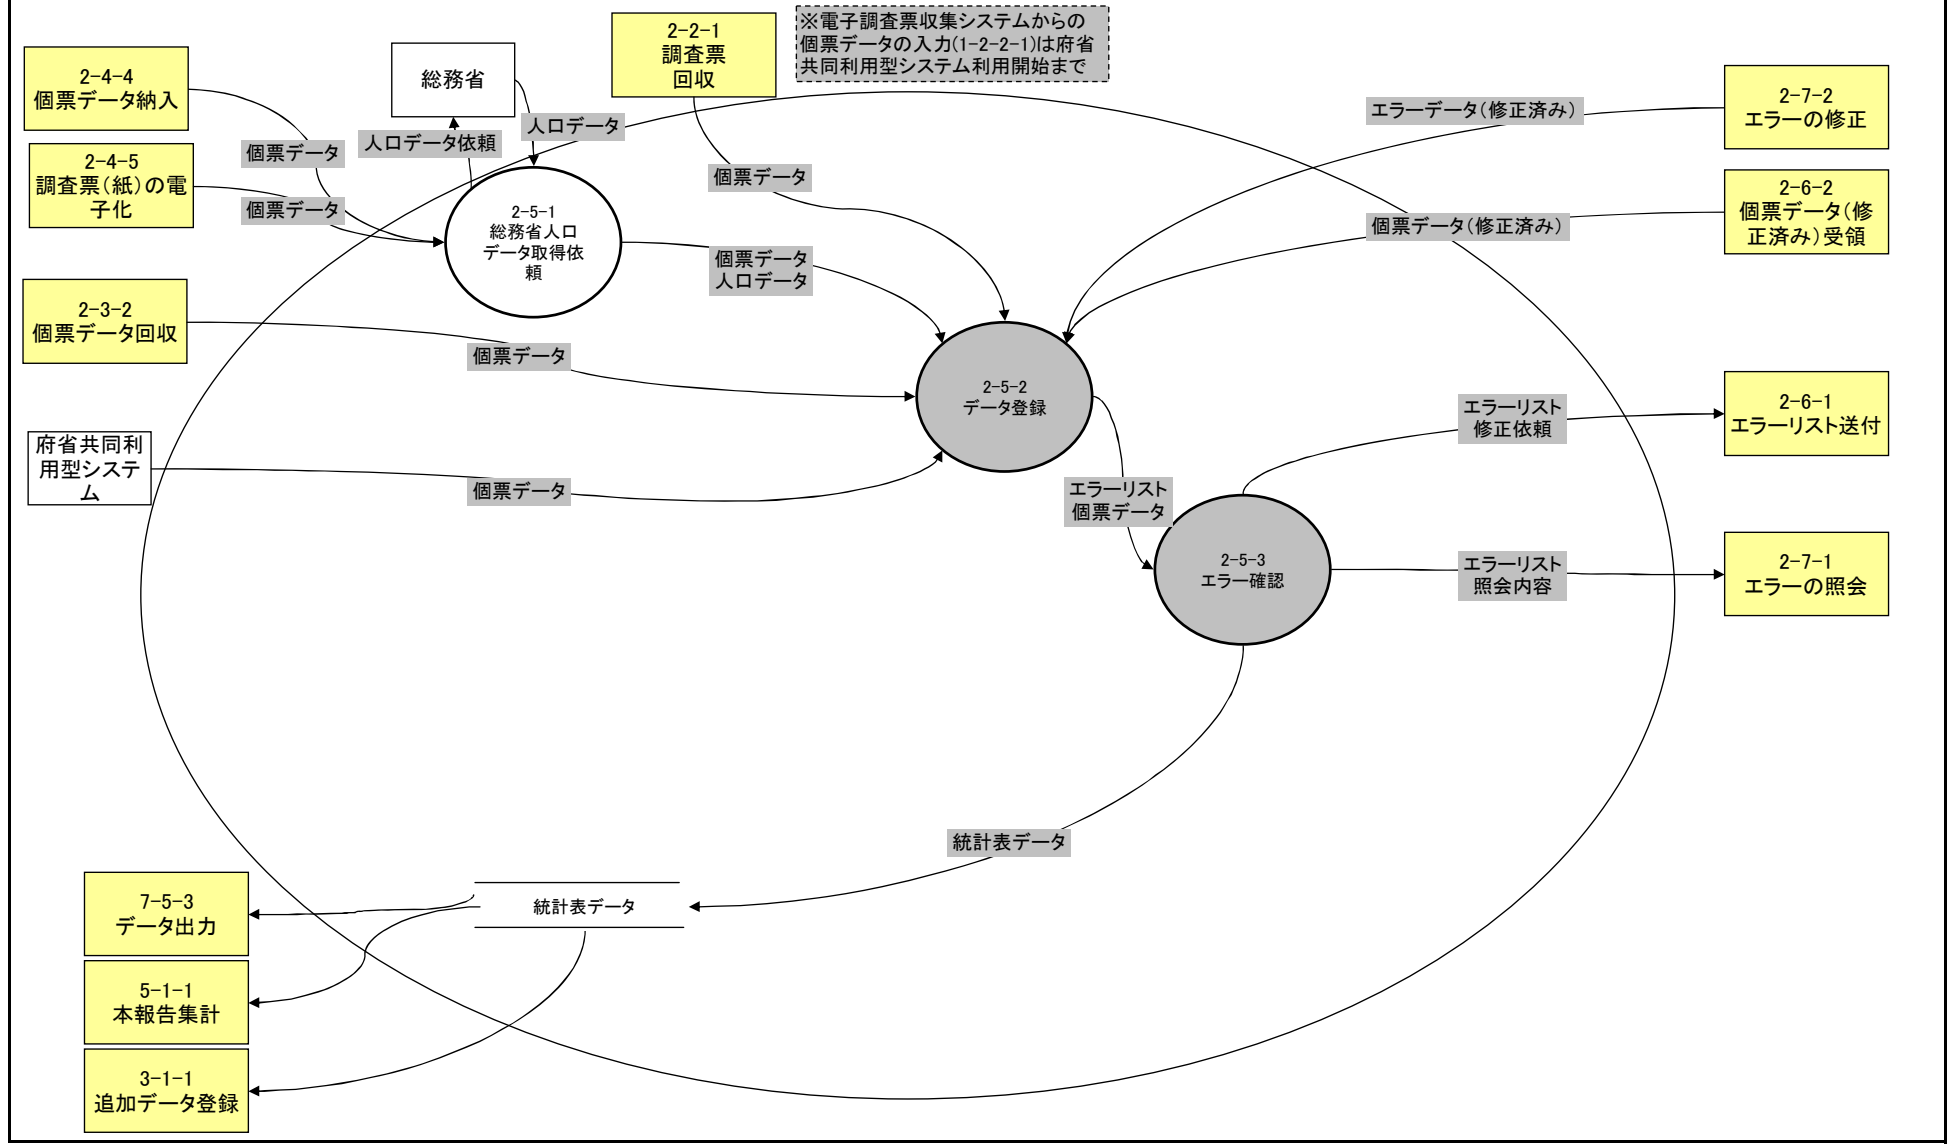 2-4-4
個票データ納入
2-4-5
調査票（紙）の電
子化
2-3-2
個票データ回収
府省共同利
用型システ
ム
総務省
2-2-1
調査票
回収
※電子調査票収集システムからの
個票データの入力(1-2-2-1)は府省
共同利用型システム利用開始まで
2-7-2
エラーの修正
2-6-2
個票データ（修
正済み）受領
2-6-1
エラーリスト送付
2-7-1
エラーの照会
個票データ
個票データ
人口データ依頼
人口データ
個票データ
エラーデータ（修正済み）
個票データ（修正済み）
2-5-1
総務省人口
データ取得依
頼
個票データ
人口データ
個票データ
個票データ
2-5-2
データ登録
エラーリスト
個票データ
エラーリスト
修正依頼
2-5-3
エラー確認
エラーリスト
照会内容
統計表データ
統計表データ
7-5-3
データ出力
5-1-1
本報告集計
3-1-1
追加データ登録